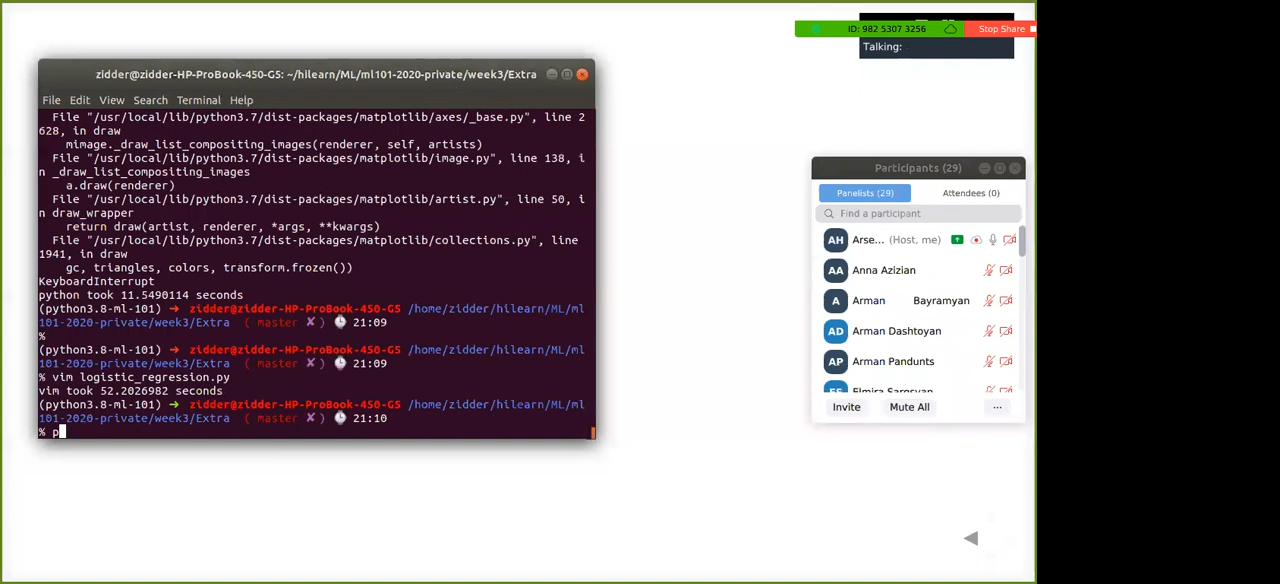 ID: 982 5307 3256
Stop Share
Talking:
zidder@zidder-HP-ProBook-450-G5: ~/hilearn/ML/ml101-2020-private/week3/Extra
File Edit View Search Terminal Help
File "/usr/local/lib/python3.7/dist-packages/matplotlib/axes/_base.py", line 2
628, in draw
mimage._draw_list_compositing_images(renderer, self, artists)
File "/usr/local/lib/python3.7/dist-packages/matplotlib/image.py", line 138, i
n _draw_list_compositing_images
a.draw(renderer)
File "/usr/local/lib/python3.7/dist-packages/matplotlib/artist.py", line 50, i
n draw_wrapper
return draw(artist, renderer, *args, **kwargs)
File "/usr/local/lib/python3.7/dist-packages/matplotlib/collections.py", line
1941, in draw
gc, triangles, colors, transform.frozen())
KeyboardInterrupt
python took 11.5490114 seconds
(python3.8-ml-101) ➜ zidder@zidder-HP-ProBook-450-G5 /home/zidder/hilearn/ML/ml
101-2020-private/week3/Extra ( master ✗ ) ⌚ 21:09
%
(python3.8-ml-101) ➜ zidder@zidder-HP-ProBook-450-G5 /home/zidder/hilearn/ML/ml
101-2020-private/week3/Extra ( master ✗ ) ⌚ 21:09
% vim logistic_regression.py
vim took 52.2026982 seconds
(python3.8-ml-101) ➜ zidder@zidder-HP-ProBook-450-G5 /home/zidder/hilearn/ML/ml
101-2020-private/week3/Extra ( master ✗ ) ⌚ 21:10
% p
Participants (29)
Panelists (29) Attendees (0)
Find a participant
AH Arse... (Host, me)
AA Anna Azizian
A Arman Bayramyan
AD Arman Dashtoyan
AP Arman Pandunts
ES Elmira Sargsyan
Invite Mute All ...